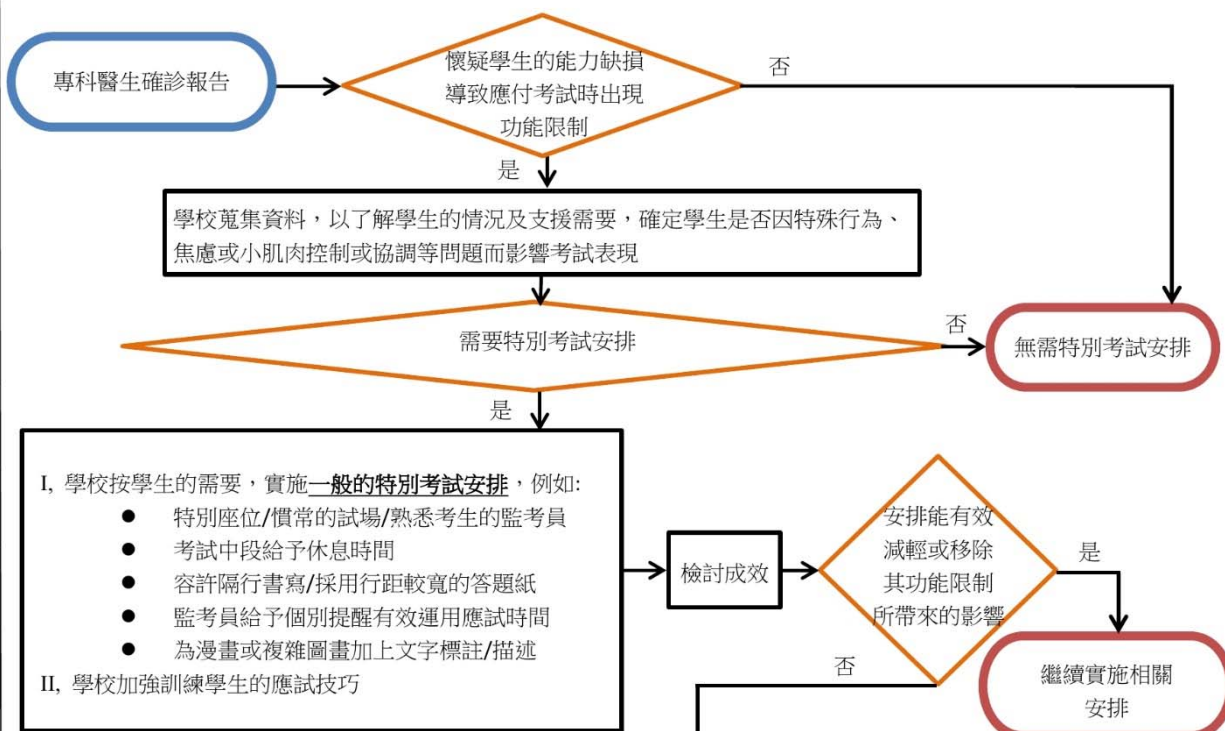 專科醫生確診報告
懷疑學生的能力缺損
導致應付考試時出現
功能限制
否
是
學校蒐集資料，以了解學生的情況及支援需要，確定學生是否因特殊行為、
焦慮或小肌肉控制或協調等問題而影響考試表現
需要特別考試安排
否
無需特別考試安排
是
I, 學校按學生的需要，實施一般的特別考試安排，例如:
● 特別座位/慣常的試場/熟悉考生的監考員
● 考試中段給予休息時間
● 容許隔行書寫/採用行距較寬的答題紙
● 監考員給予個別提醒有效運用應試時間
● 為漫畫或複雜圖畫加上文字標註/描述
II, 學校加強訓練學生的應試技巧
檢討成效
安排能有效
減輕或移除
其功能限制
所帶來的影響
是
否
繼續實施相關
安排